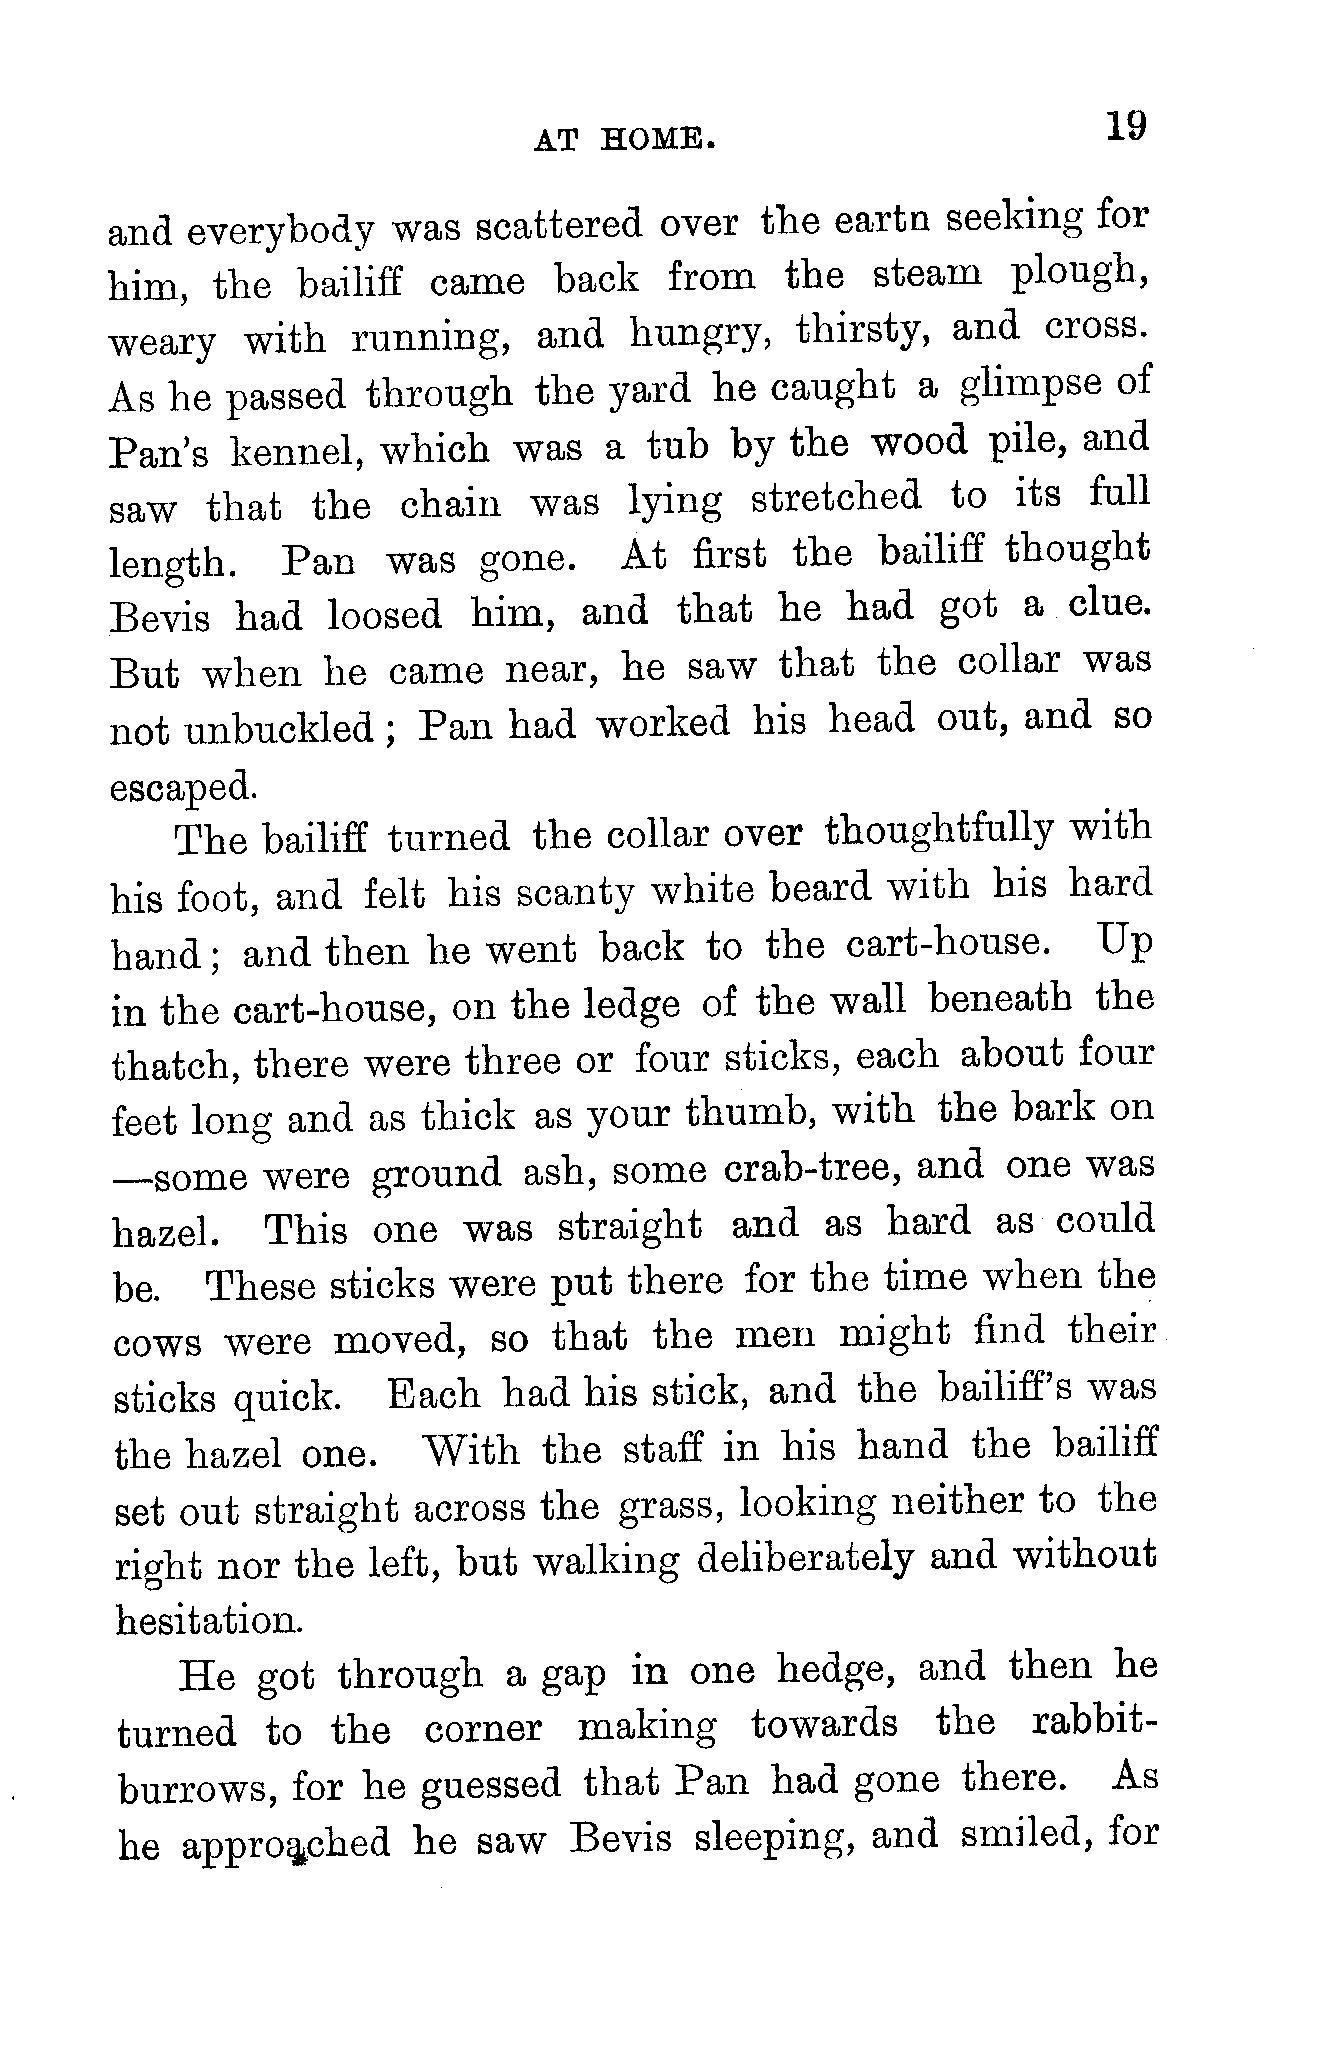 AT HOME. 19
and everybody was scattered over the eartn seeking for
him, the bailiff came back from the steam plough,
weary with running, and hungry, thirsty, and cross.
As he passed through the yard he caught a glimpse of
Pan's kennel, which was a tub by the wood pile, and
saw that the chain was lying stretched to its full
length. Pan was gone. At first the bailiff thought
Bevis had loosed him, and that he had got a clue.
But when he came near, he saw that the collar was
not unbuckled ; Pan had worked his head out, and so
escaped.
The bailiff turned the collar over thoughtfully with
his foot, and felt his scanty white beard with his hard
hand ; and then he went back to the cart-house. Up
in the cart-house, on the ledge of the wall beneath the
thatch, there were three or four sticks, each about four
feet long and as thick as your thumb, with the bark on
—some were ground ash, some crab-tree, and one was
hazel. This one was straight and as hard as could
be. These sticks were put there for the time when the
cows were moved, so that the men might find their
sticks quick. Each had his stick, and the bailiff's was
the hazel one. With the staff in his hand the bailiff
set out straight across the grass, looking neither to the
right nor the left, but walking deliberately and without
hesitation.
He got through a gap in one hedge, and then he
turned to the corner making towards the rabbit-
burrows, for he guessed that Pan had gone there. As
he approached he saw Bevis sleeping, and smiled, for